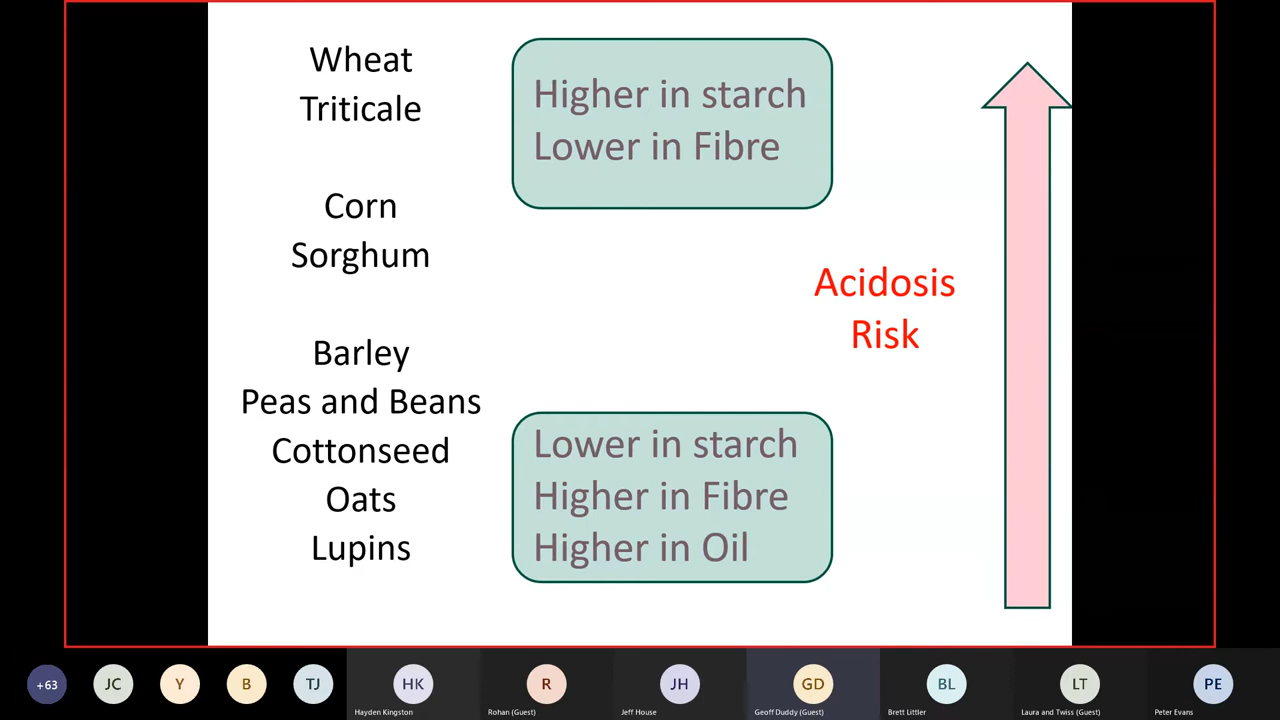 Wheat
Triticale
Higher in starch
Lower in Fibre
Corn
Sorghum
Acidosis
Risk
Barley
Peas and Beans
Cottonseed
Oats
Lupins
Lower in starch
Higher in Fibre
Higher in Oil
+63
JC
Y
B
TJ
HK
Hayden Kingston
R
Rohan (Guest)
JH
Jeff House
GD
Geoff Duddy (Guest)
BL
Brett Littler
LT
Laura and Twiss (Guest)
PE
Peter Evans